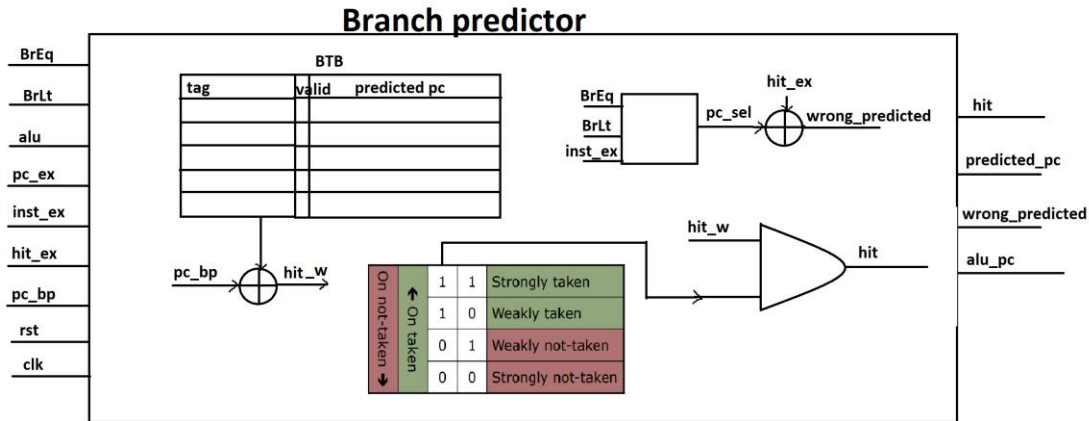 Branch predictor
BrEq
BrLt
alu
pc_ex
inst_ex
hit_ex
pc_bp
rst
clk
BTB
tag valid predicted pc
pc_bp
hit_w
On not-taken
On taken
1 1 Strongly taken
1 0 Weakly taken
0 1 Weakly not-taken
0 0 Strongly not-taken
BrEq
BrLt
inst_ex
pc_sel
hit_ex
wrong_predicted
hit_w
hit
hit
predicted_pc
wrong_predicted
alu_pc